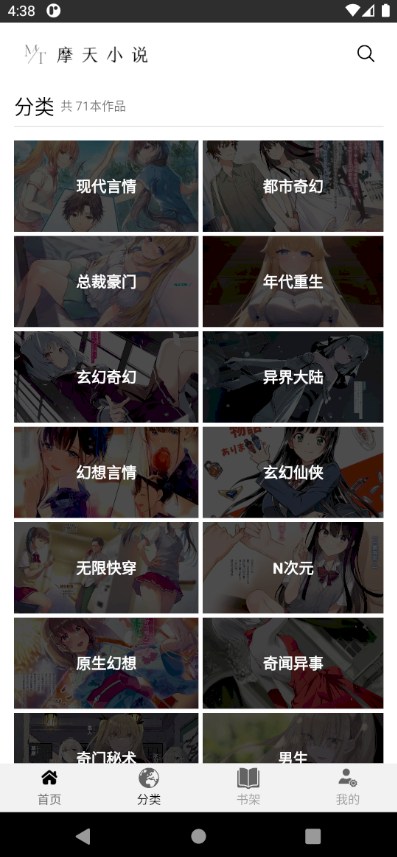 4:38
MT 摩天小说
分类 共 71本作品
现代言情 都市奇幻
总裁豪门 年代重生
玄幻奇幻 异界大陆
幻想言情 玄幻仙侠
无限快穿 N次元
原生幻想 奇闻异事
奇门秘术 男生
首页 分类 书架 我的